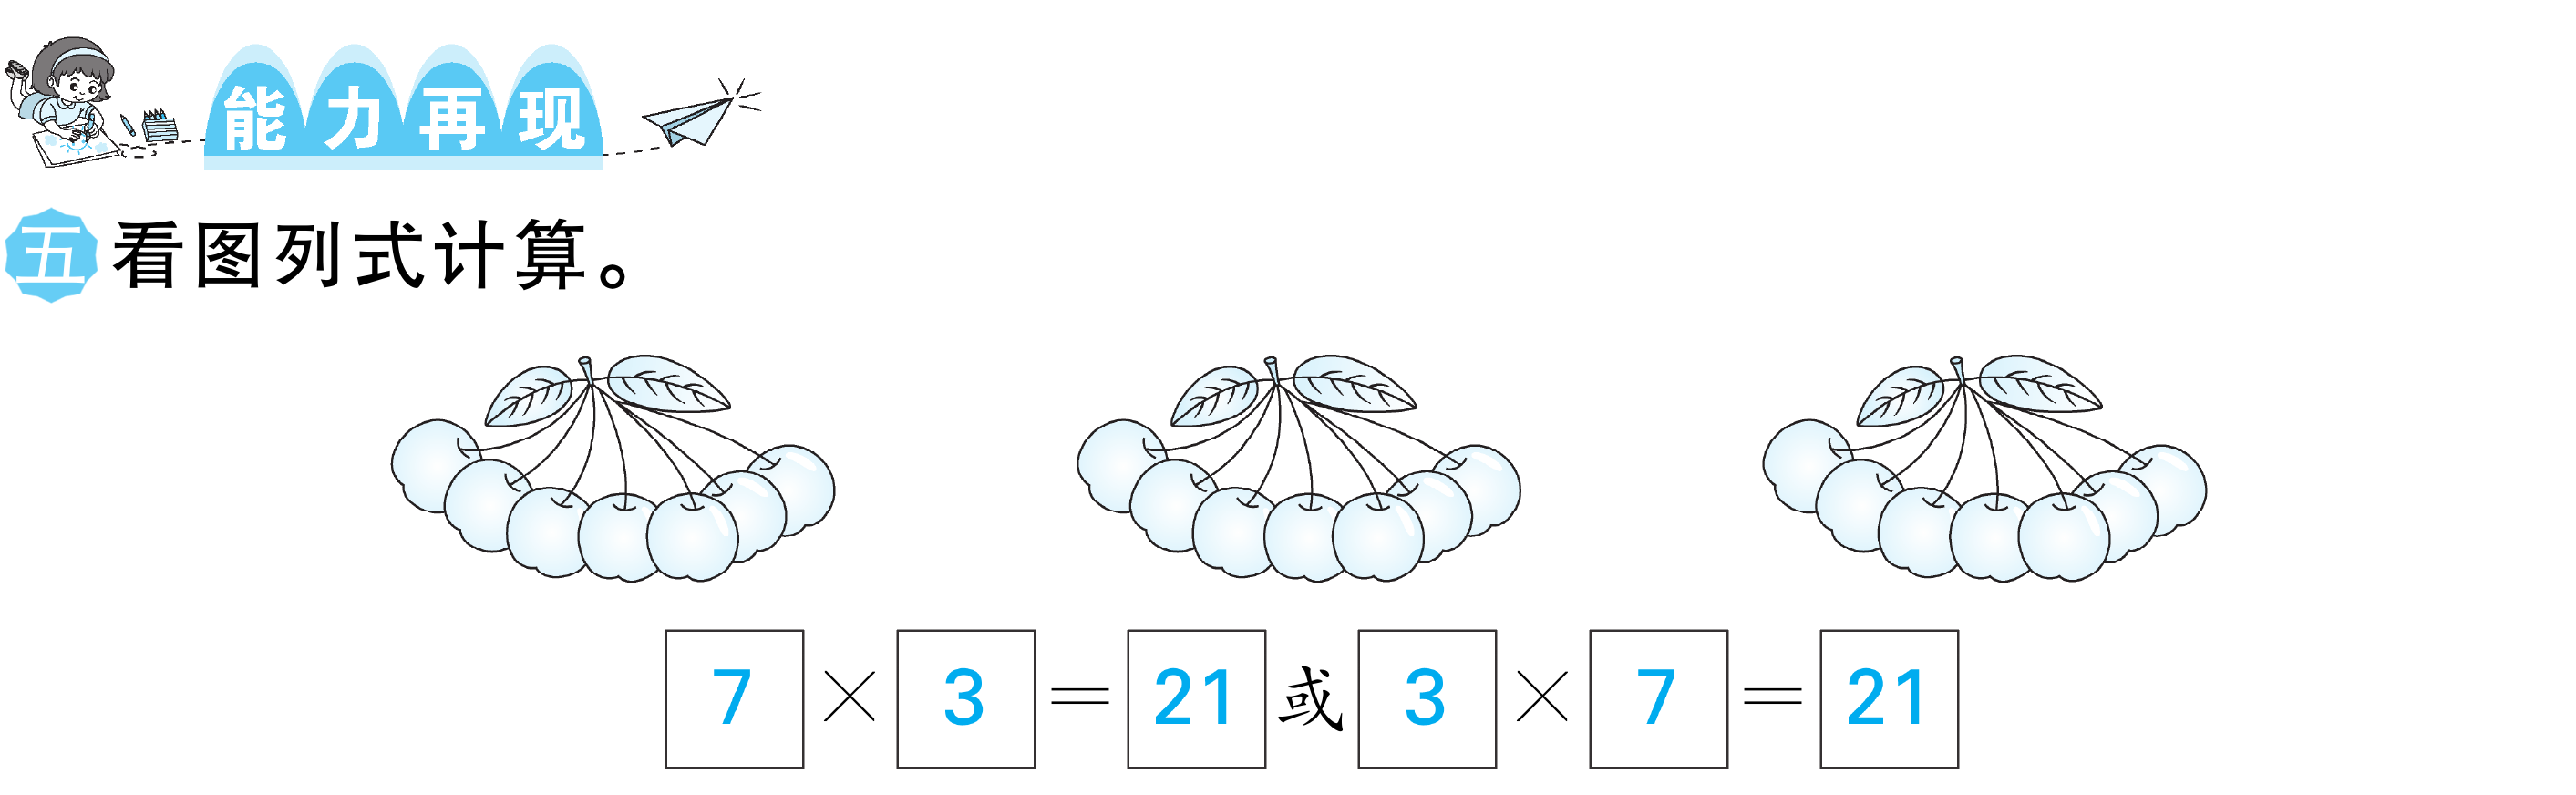 能力再现
五 看图列式计算。
7 × 3 = 21 或 3 × 7 = 21